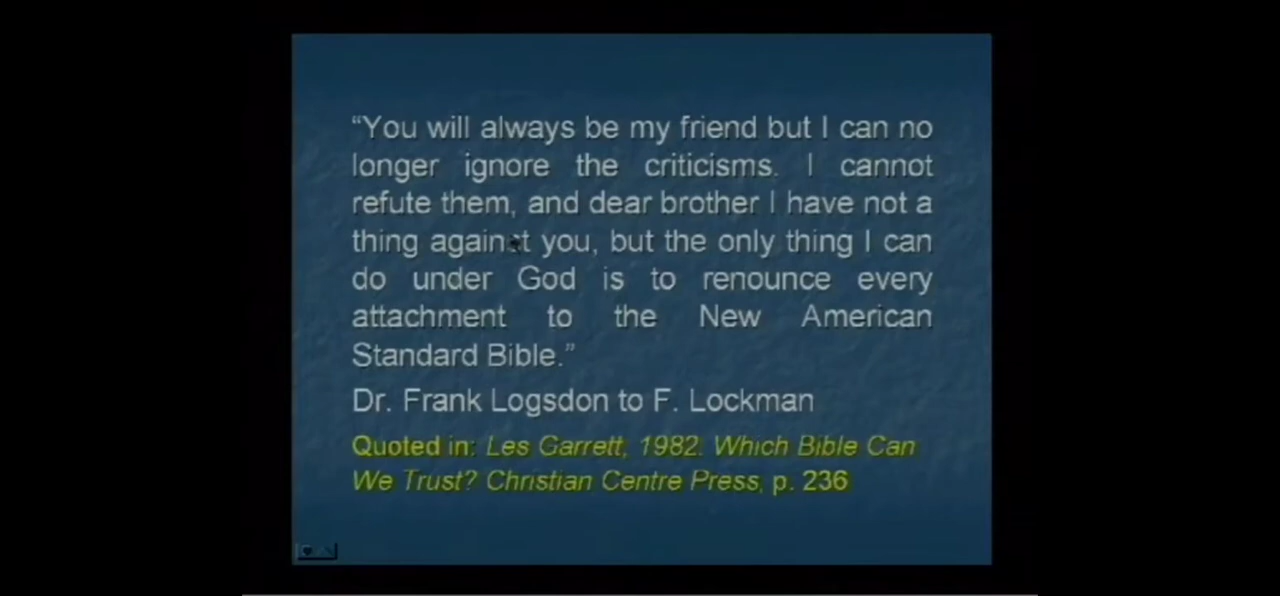 “You will always be my friend but I can no
longer ignore the criticisms. I cannot
refute them, and dear brother I have not a
thing against you, but the only thing I can
do under God is to renounce every
attachment to the New American
Standard Bible.”
Dr. Frank Logsdon to F. Lockman
Quoted in: Les Garrett, 1982. Which Bible Can
We Trust? Christian Centre Press, p. 236